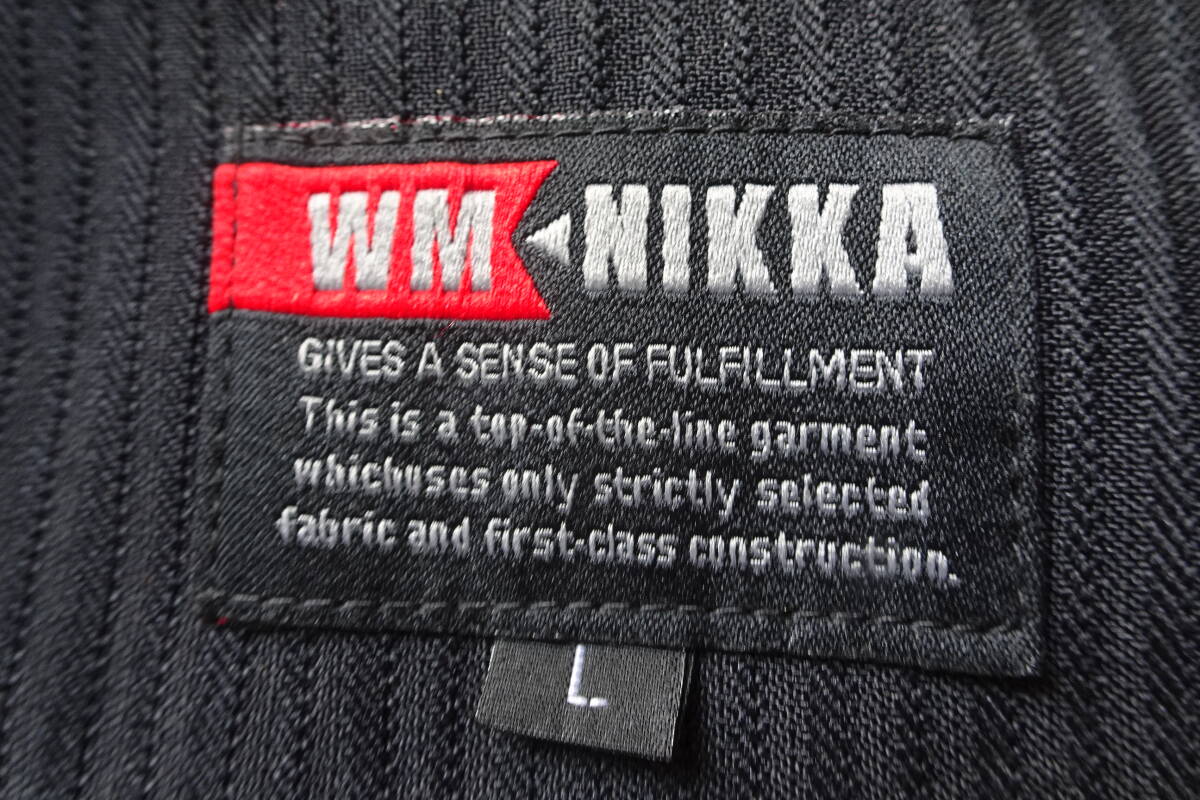 WM NIKKA
GIVES A SENSE OF FULFILLMENT
This is a top-of-the-line garment
whichuses only strictly selected
fabric and first-class construction.
L